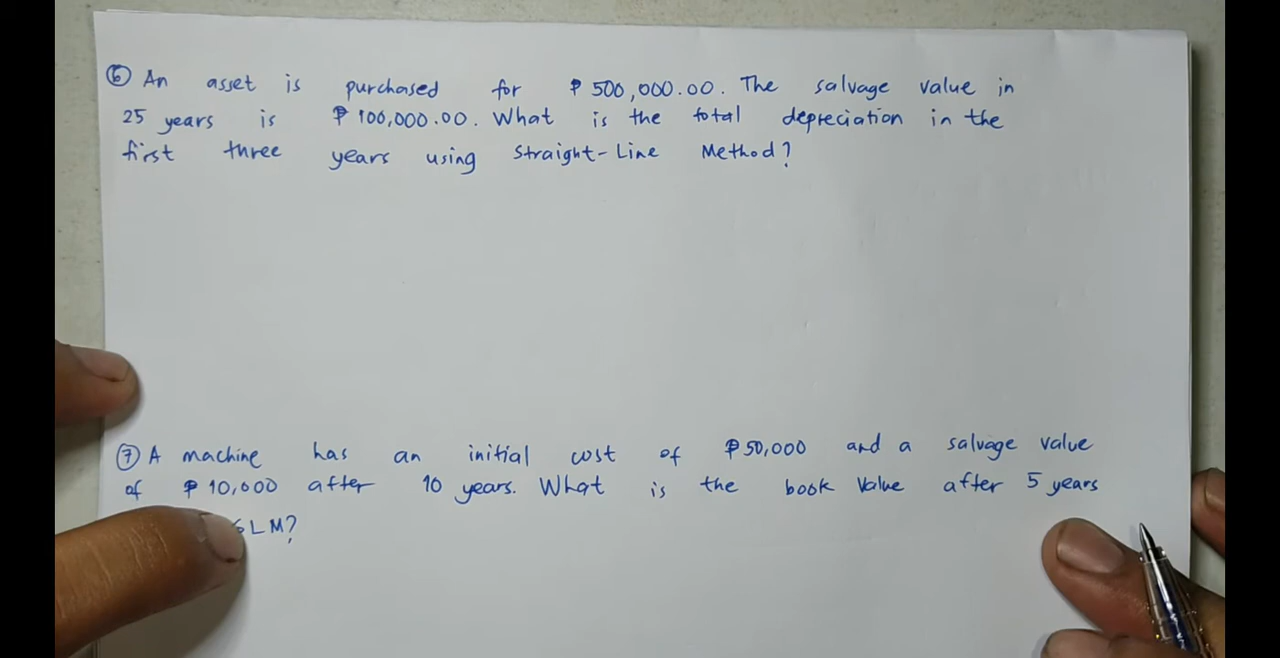 ⑥ An asset is purchased for ₱ 500,000.00. The salvage value in
25 years is ₱ 100,000.00. What is the total depreciation in the
first three years using Straight-Line Method?
⑦ A machine has an initial cost of ₱50,000 and a salvage value
of ₱ 10,000 after 10 years. What is the book value after 5 years
SLM?